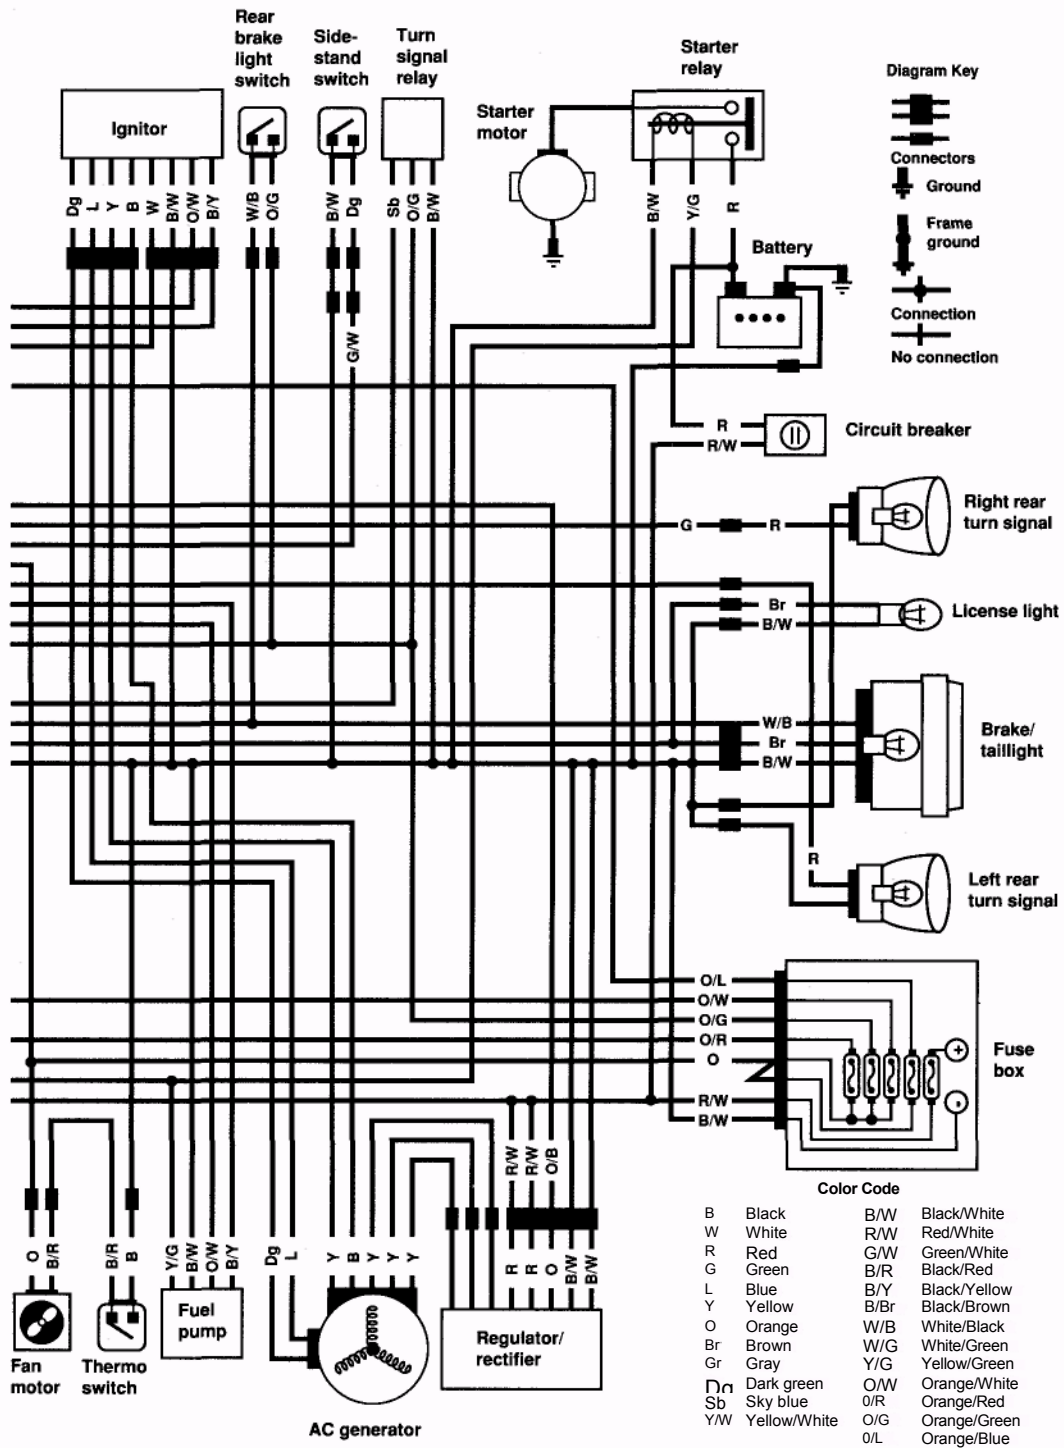 Rear
brake
light
switch
Side-
stand
switch
Turn
signal
relay
Starter
relay
Diagram Key
Ignitor
Starter
motor
Connectors
Ground
Frame
ground
Connection
No connection
Dg
L
Y
B
W
B/W
O/W
B/Y
W/B
O/G
B/W
Dg
Sb
O/G
B/W
B/W
Y/G
R
Battery
G/W
R
R/W
Circuit breaker
Right rear
turn signal
G
R
Br
B/W
License light
W/B
Br
B/W
Brake/
taillight
R
Left rear
turn signal
O/L
O/W
O/G
O/R
O
R/W
B/W
+
-
Fuse
box
R/W
R/W
O/B
O
B/R
B/R
B
Y/G
B/W
O/W
B/Y
Dg
L
Y
B
Y
Y
Y
R
R
O
B/W
B/W
Fan
motor
Thermo
switch
Fuel
pump
AC generator
Regulator/
rectifier
Color Code
B Black B/W Black/White
W White R/W Red/White
R Red G/W Green/White
G Green B/R Black/Red
L Blue B/Y Black/Yellow
Y Yellow B/Br Black/Brown
O Orange W/B White/Black
Br Brown W/G White/Green
Gr Gray Y/G Yellow/Green
Dg Dark green O/W Orange/White
Sb Sky blue 0/R Orange/Red
Y/W Yellow/White O/G Orange/Green
0/L Orange/Blue